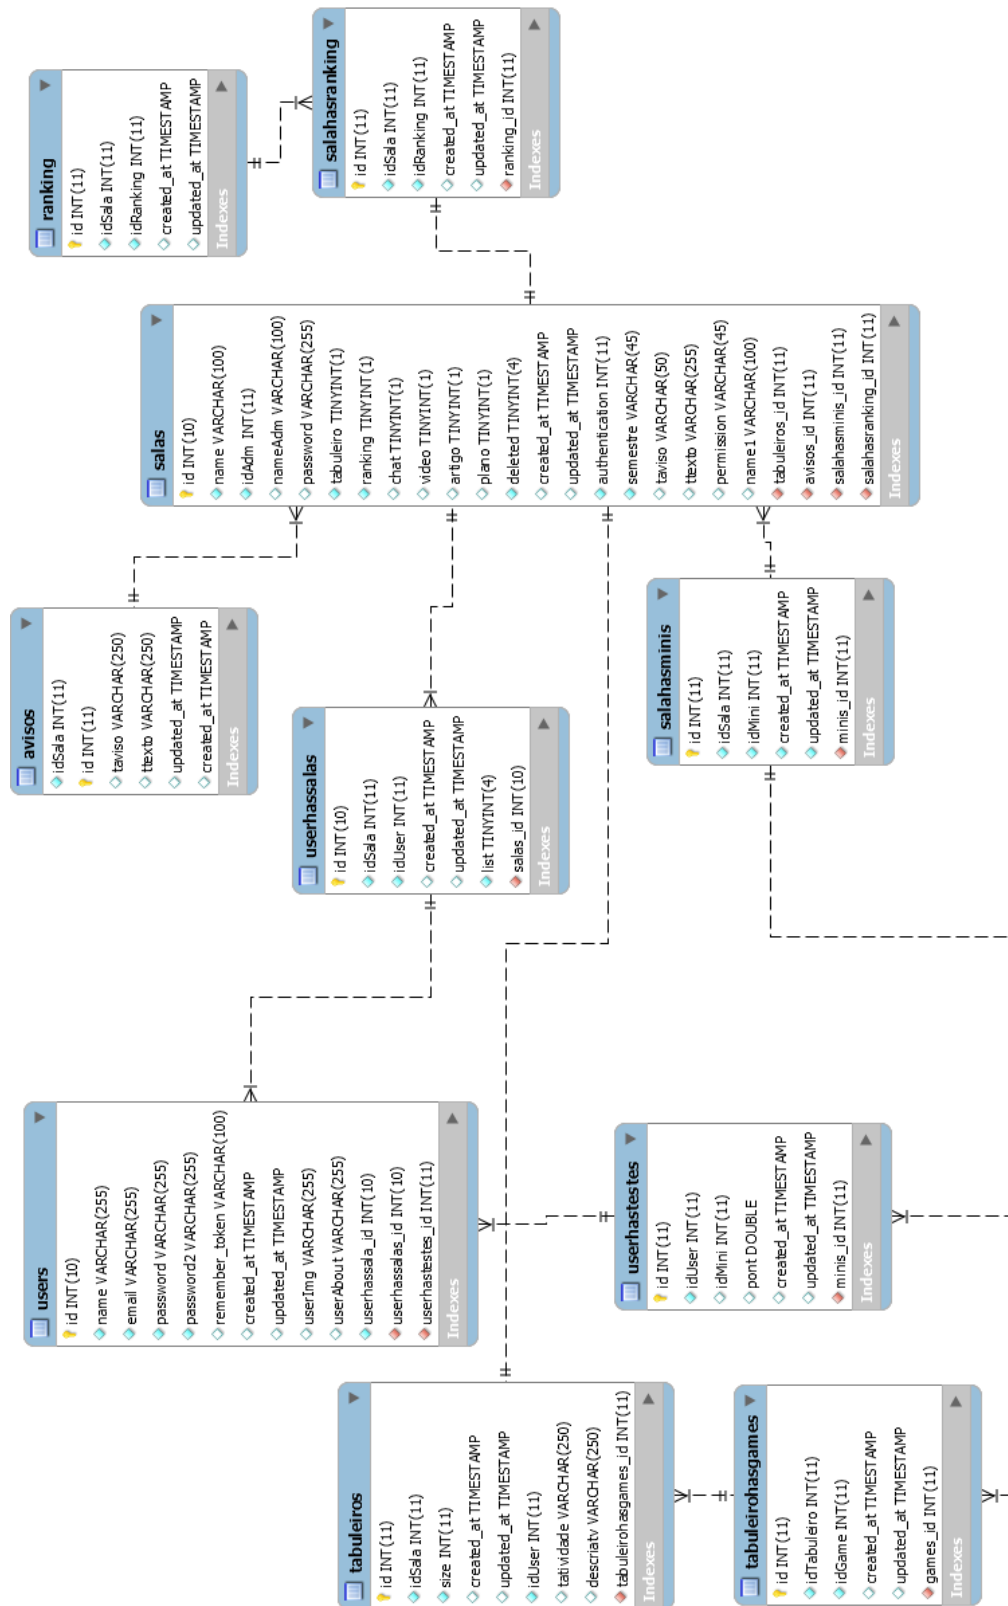 ranking
id INT(11)
idSala INT(11)
idRanking INT(11)
created_at TIMESTAMP
updated_at TIMESTAMP
Indexes
salahasranking
id INT(11)
idSala INT(11)
idRanking INT(11)
created_at TIMESTAMP
updated_at TIMESTAMP
ranking_id INT(11)
Indexes
salas
id INT(10)
name VARCHAR(100)
idAdm INT(11)
nameAdm VARCHAR(100)
password VARCHAR(255)
tabuleiro TINYINT(1)
ranking TINYINT(1)
chat TINYINT(1)
video TINYINT(1)
artigo TINYINT(1)
plano TINYINT(1)
deleted TINYINT(4)
created_at TIMESTAMP
updated_at TIMESTAMP
authentication INT(11)
semestre VARCHAR(45)
taviso VARCHAR(50)
ttexto VARCHAR(255)
permission VARCHAR(45)
name1 VARCHAR(100)
tabuleiros_id INT(11)
avisos_id INT(11)
salahasminis_id INT(11)
salahasranking_id INT(11)
Indexes
avisos
idSala INT(11)
id INT(11)
taviso VARCHAR(250)
ttexto VARCHAR(250)
updated_at TIMESTAMP
created_at TIMESTAMP
Indexes
userhassalas
id INT(10)
idSala INT(11)
idUser INT(11)
created_at TIMESTAMP
updated_at TIMESTAMP
list TINYINT(4)
salas_id INT(10)
Indexes
salahasminis
id INT(11)
idSala INT(11)
idMini INT(11)
created_at TIMESTAMP
updated_at TIMESTAMP
minis_id INT(11)
Indexes
users
id INT(10)
name VARCHAR(255)
email VARCHAR(255)
password VARCHAR(255)
password2 VARCHAR(255)
remember_token VARCHAR(100)
created_at TIMESTAMP
updated_at TIMESTAMP
userImg VARCHAR(255)
userAbout VARCHAR(255)
userhassala_id INT(10)
userhassalas_id INT(10)
userhastestes_id INT(11)
Indexes
userhastestes
id INT(11)
idUser INT(11)
idMini INT(11)
pont DOUBLE
created_at TIMESTAMP
updated_at TIMESTAMP
minis_id INT(11)
Indexes
tabuleiros
id INT(11)
idSala INT(11)
size INT(11)
created_at TIMESTAMP
updated_at TIMESTAMP
idUser INT(11)
tatividade VARCHAR(250)
descriatv VARCHAR(250)
tabuleirohasgames_id INT(11)
Indexes
tabuleirohasgames
id INT(11)
idTabuleiro INT(11)
idGame INT(11)
created_at TIMESTAMP
updated_at TIMESTAMP
games_id INT(11)
Indexes